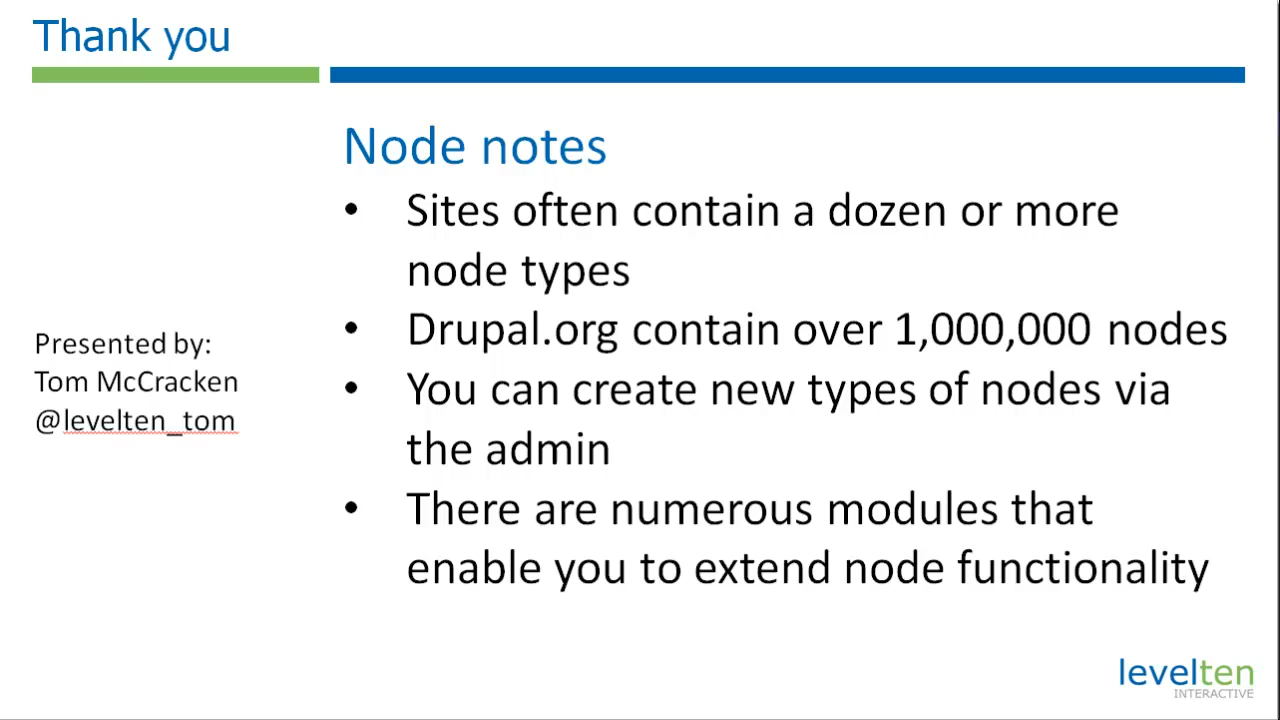 Thank you
Node notes
• Sites often contain a dozen or more
node types
• Drupal.org contain over 1,000,000 nodes
• You can create new types of nodes via
the admin
• There are numerous modules that
enable you to extend node functionality
Presented by:
Tom McCracken
@levelten_tom
levelten
INTERACTIVE